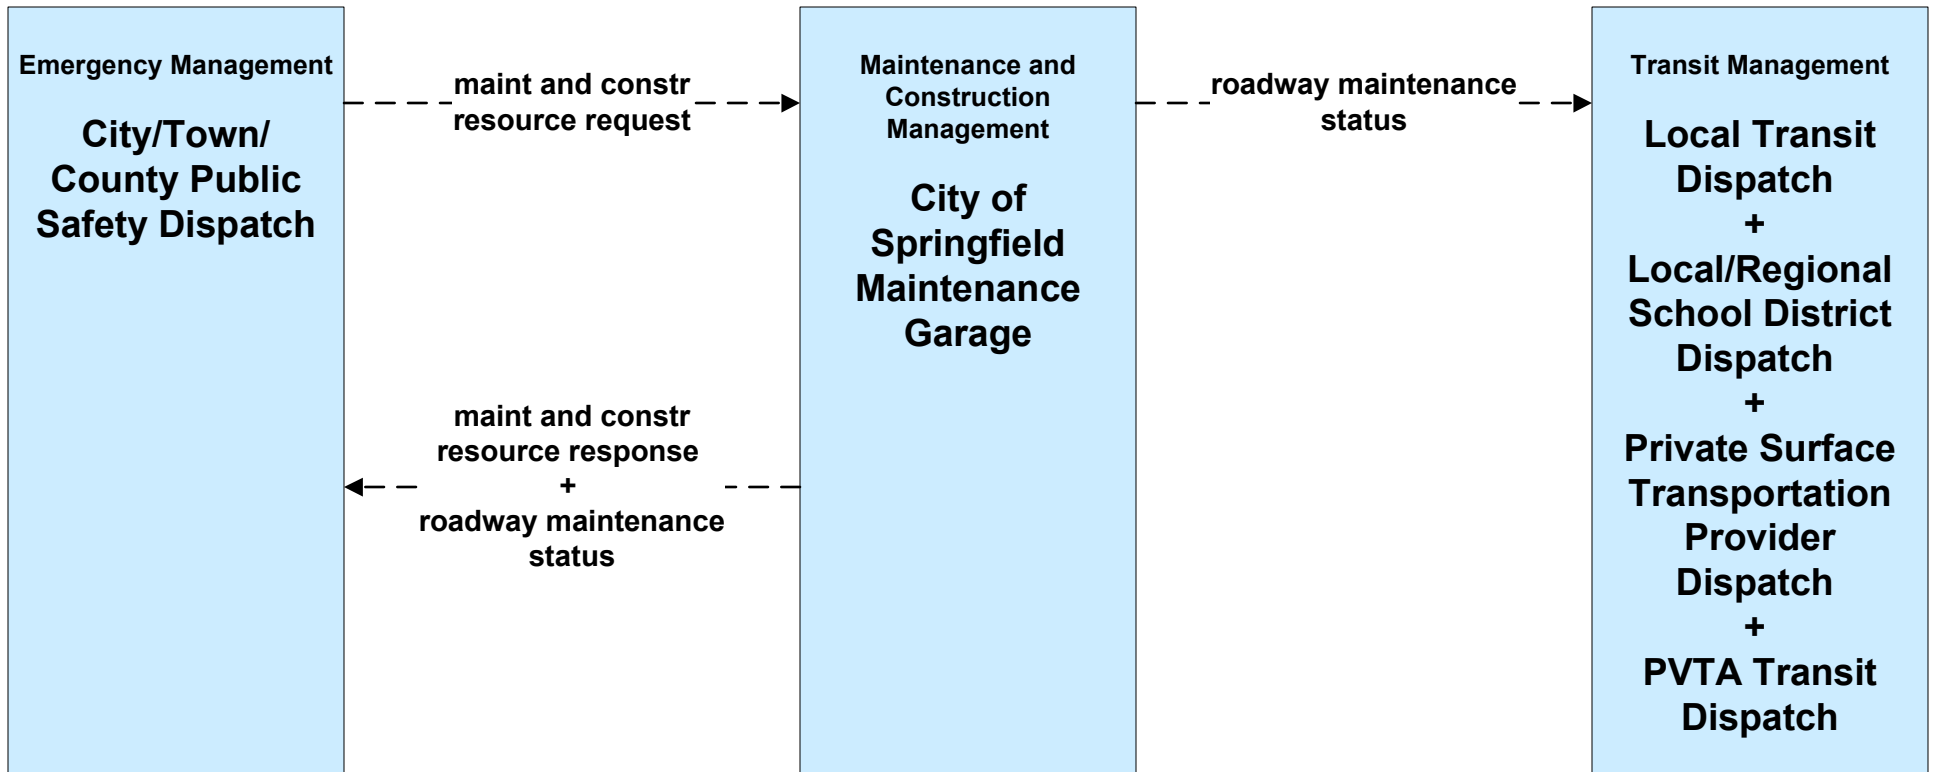 Emergency Management
City/Town/
County Public
Safety Dispatch
maint and constr
resource request
maint and constr
resource response
+
roadway maintenance
status
Maintenance and
Construction
Management
City of
Springfield
Maintenance
Garage
roadway maintenance
status
Transit Management
Local Transit
Dispatch
+
Local/Regional
School District
Dispatch
+
Private Surface
Transportation
Provider
Dispatch
+
PVTA Transit
Dispatch